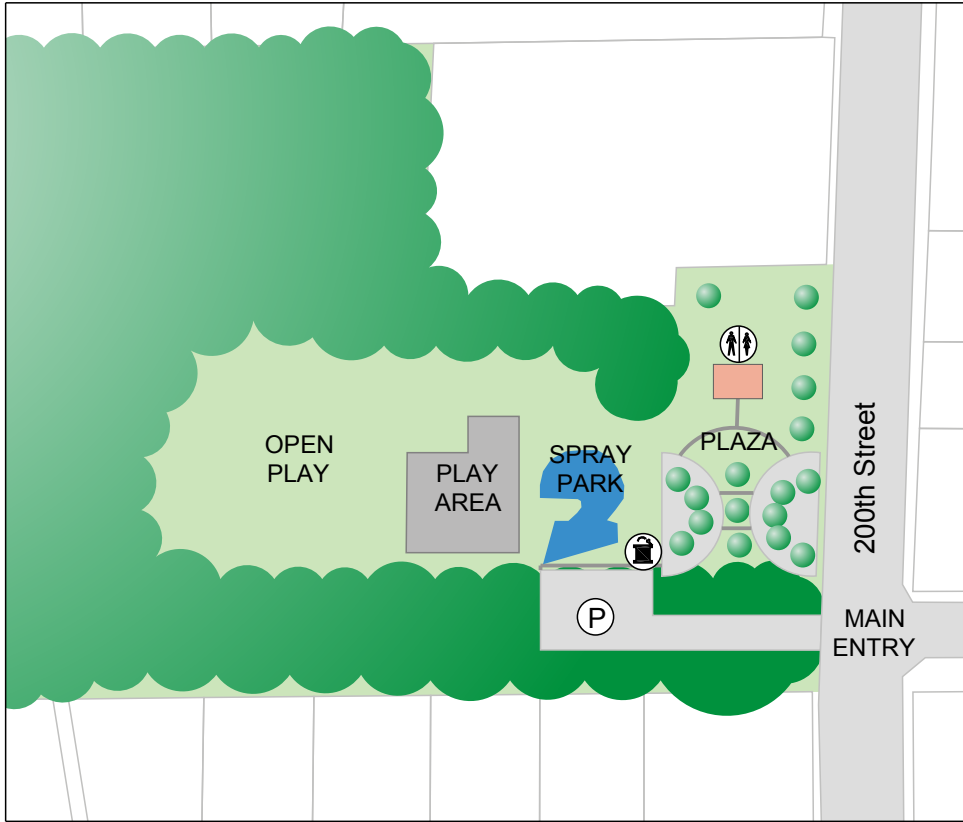 OPEN
PLAY
PLAY
AREA
SPRAY
PARK
PLAZA
200th Street
P
MAIN
ENTRY